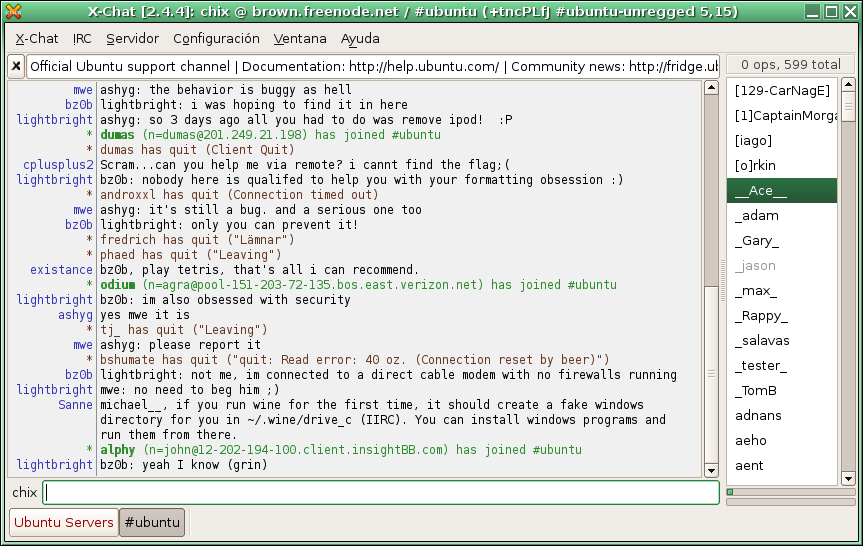 X-Chat [2.4.4]: chix @ brown.freenode.net / #ubuntu (+tncPLfJ #ubuntu-unregged 5,15)
X-Chat IRC Servidor Configuración Ventana Ayuda
Official Ubuntu support channel | Documentation: http://help.ubuntu.com/ | Community news: http://fridge.ub
0 ops, 599 total
mwe ashyg: the behavior is buggy as hell
bz0b lightbright: i was hoping to find it in here
lightbright ashyg: so 3 days ago all you had to do was remove ipod!  :P
* dumas (n=dumas@201.249.21.198) has joined #ubuntu
* dumas has quit (Client Quit)
cplusplus2 Scram...can you help me via remote? i cannt find the flag;(
lightbright bz0b: nobody here is qualifed to help you with your formatting obsession :)
* androxxl has quit (Connection timed out)
mwe ashyg: it's still a bug. and a serious one too
bz0b lightbright: only you can prevent it!
* fredrich has quit ("Lämnar")
* phaed has quit ("Leaving")
existance bz0b, play tetris, that's all i can recommend.
* odium (n=agra@pool-151-203-72-135.bos.east.verizon.net) has joined #ubuntu
lightbright bz0b: im also obsessed with security
ashyg yes mwe it is
* tj_ has quit ("Leaving")
mwe ashyg: please report it
* bshumate has quit ("quit: Read error: 40 oz. (Connection reset by beer)")
bz0b lightbright: not me, im connected to a direct cable modem with no firewalls running
lightbright mwe: no need to beg him ;)
Sanne michael__, if you run wine for the first time, it should create a fake windows
directory for you in ~/.wine/drive_c (IIRC). You can install windows programs and
run them from there.
* alphy (n=john@12-202-194-100.client.insightBB.com) has joined #ubuntu
lightbright bz0b: yeah I know (grin)
[129-CarNagE]
[1]CaptainMorga
[iago]
[o]rkin
__Ace__
_adam
_Gary_
_jason
_max_
_Rappy_
_salavas
_tester_
_TomB
adnans
aeho
aent
chix
Ubuntu Servers #ubuntu